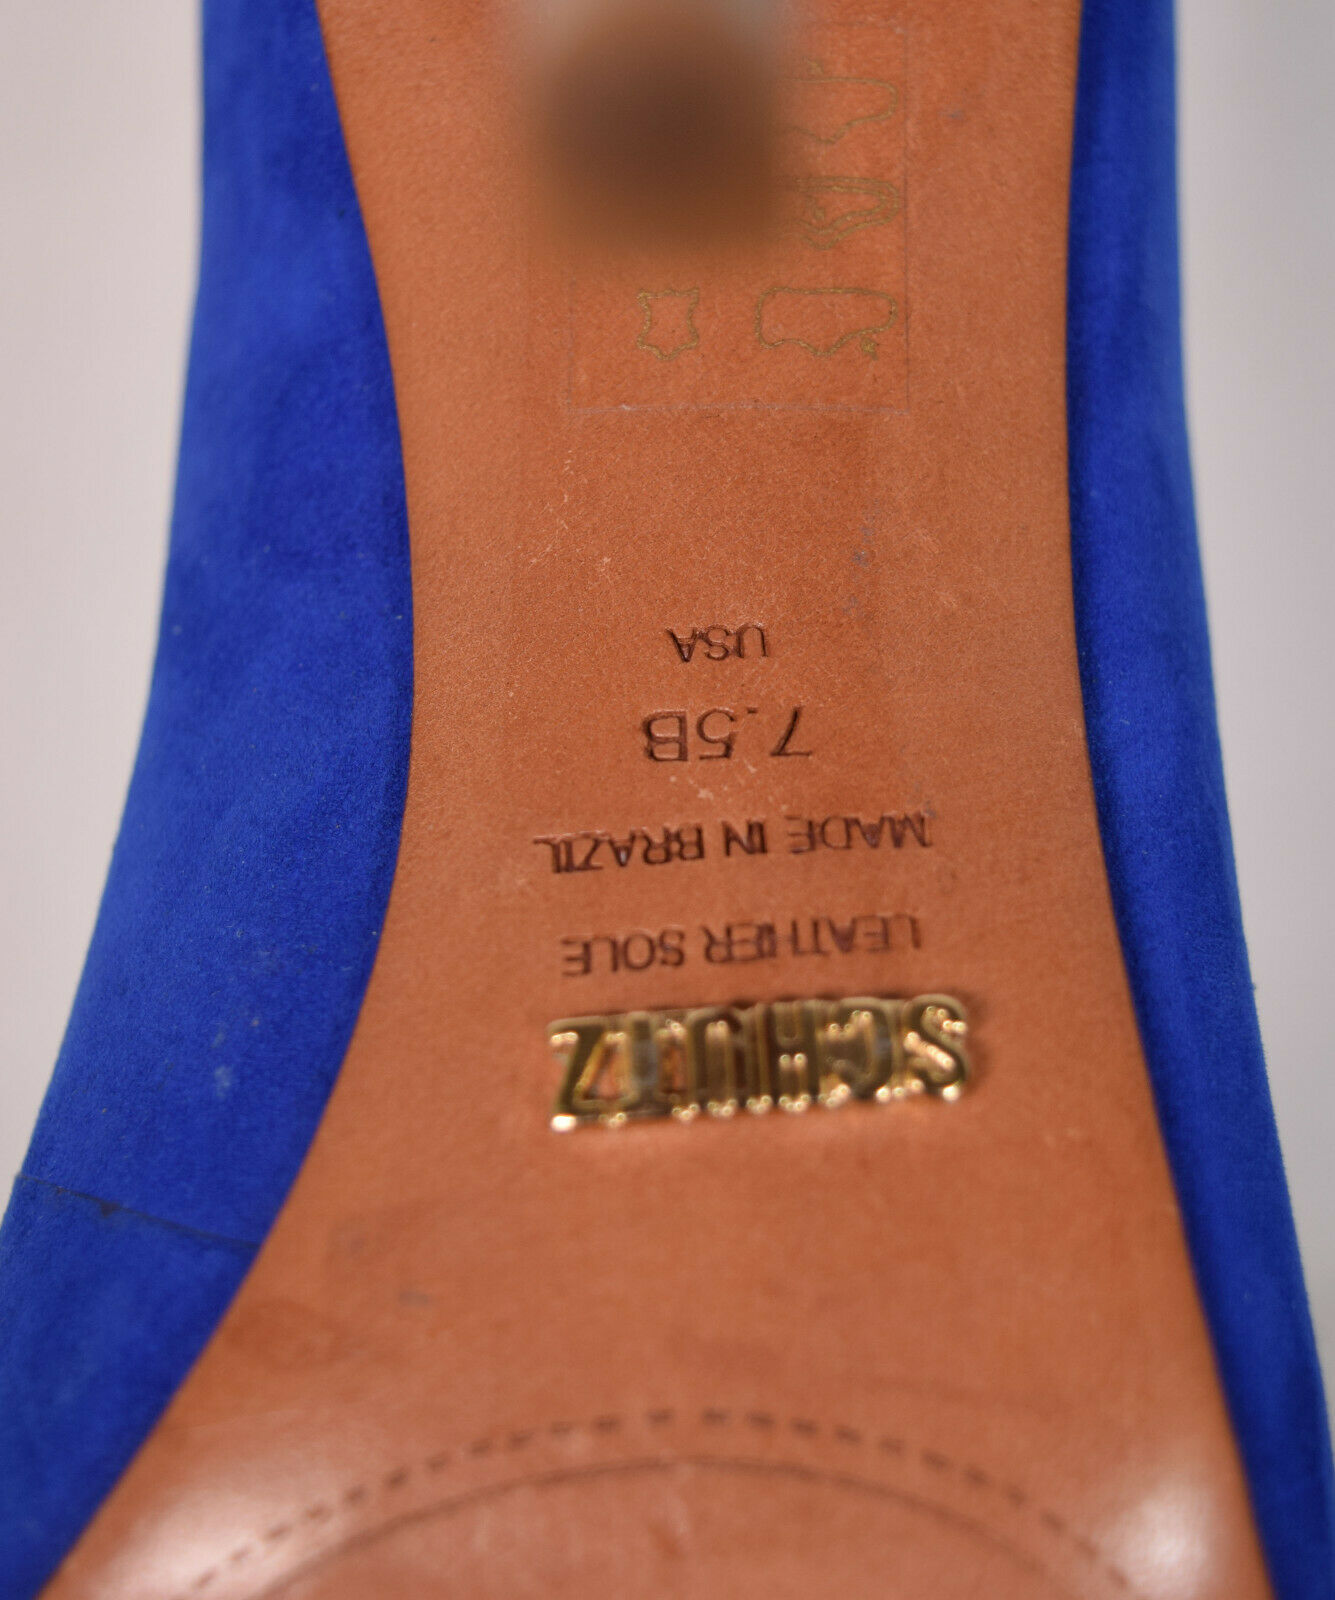 SCHUTZ
LEATHER SOLE
MADE IN BRAZIL
7.5B
USA